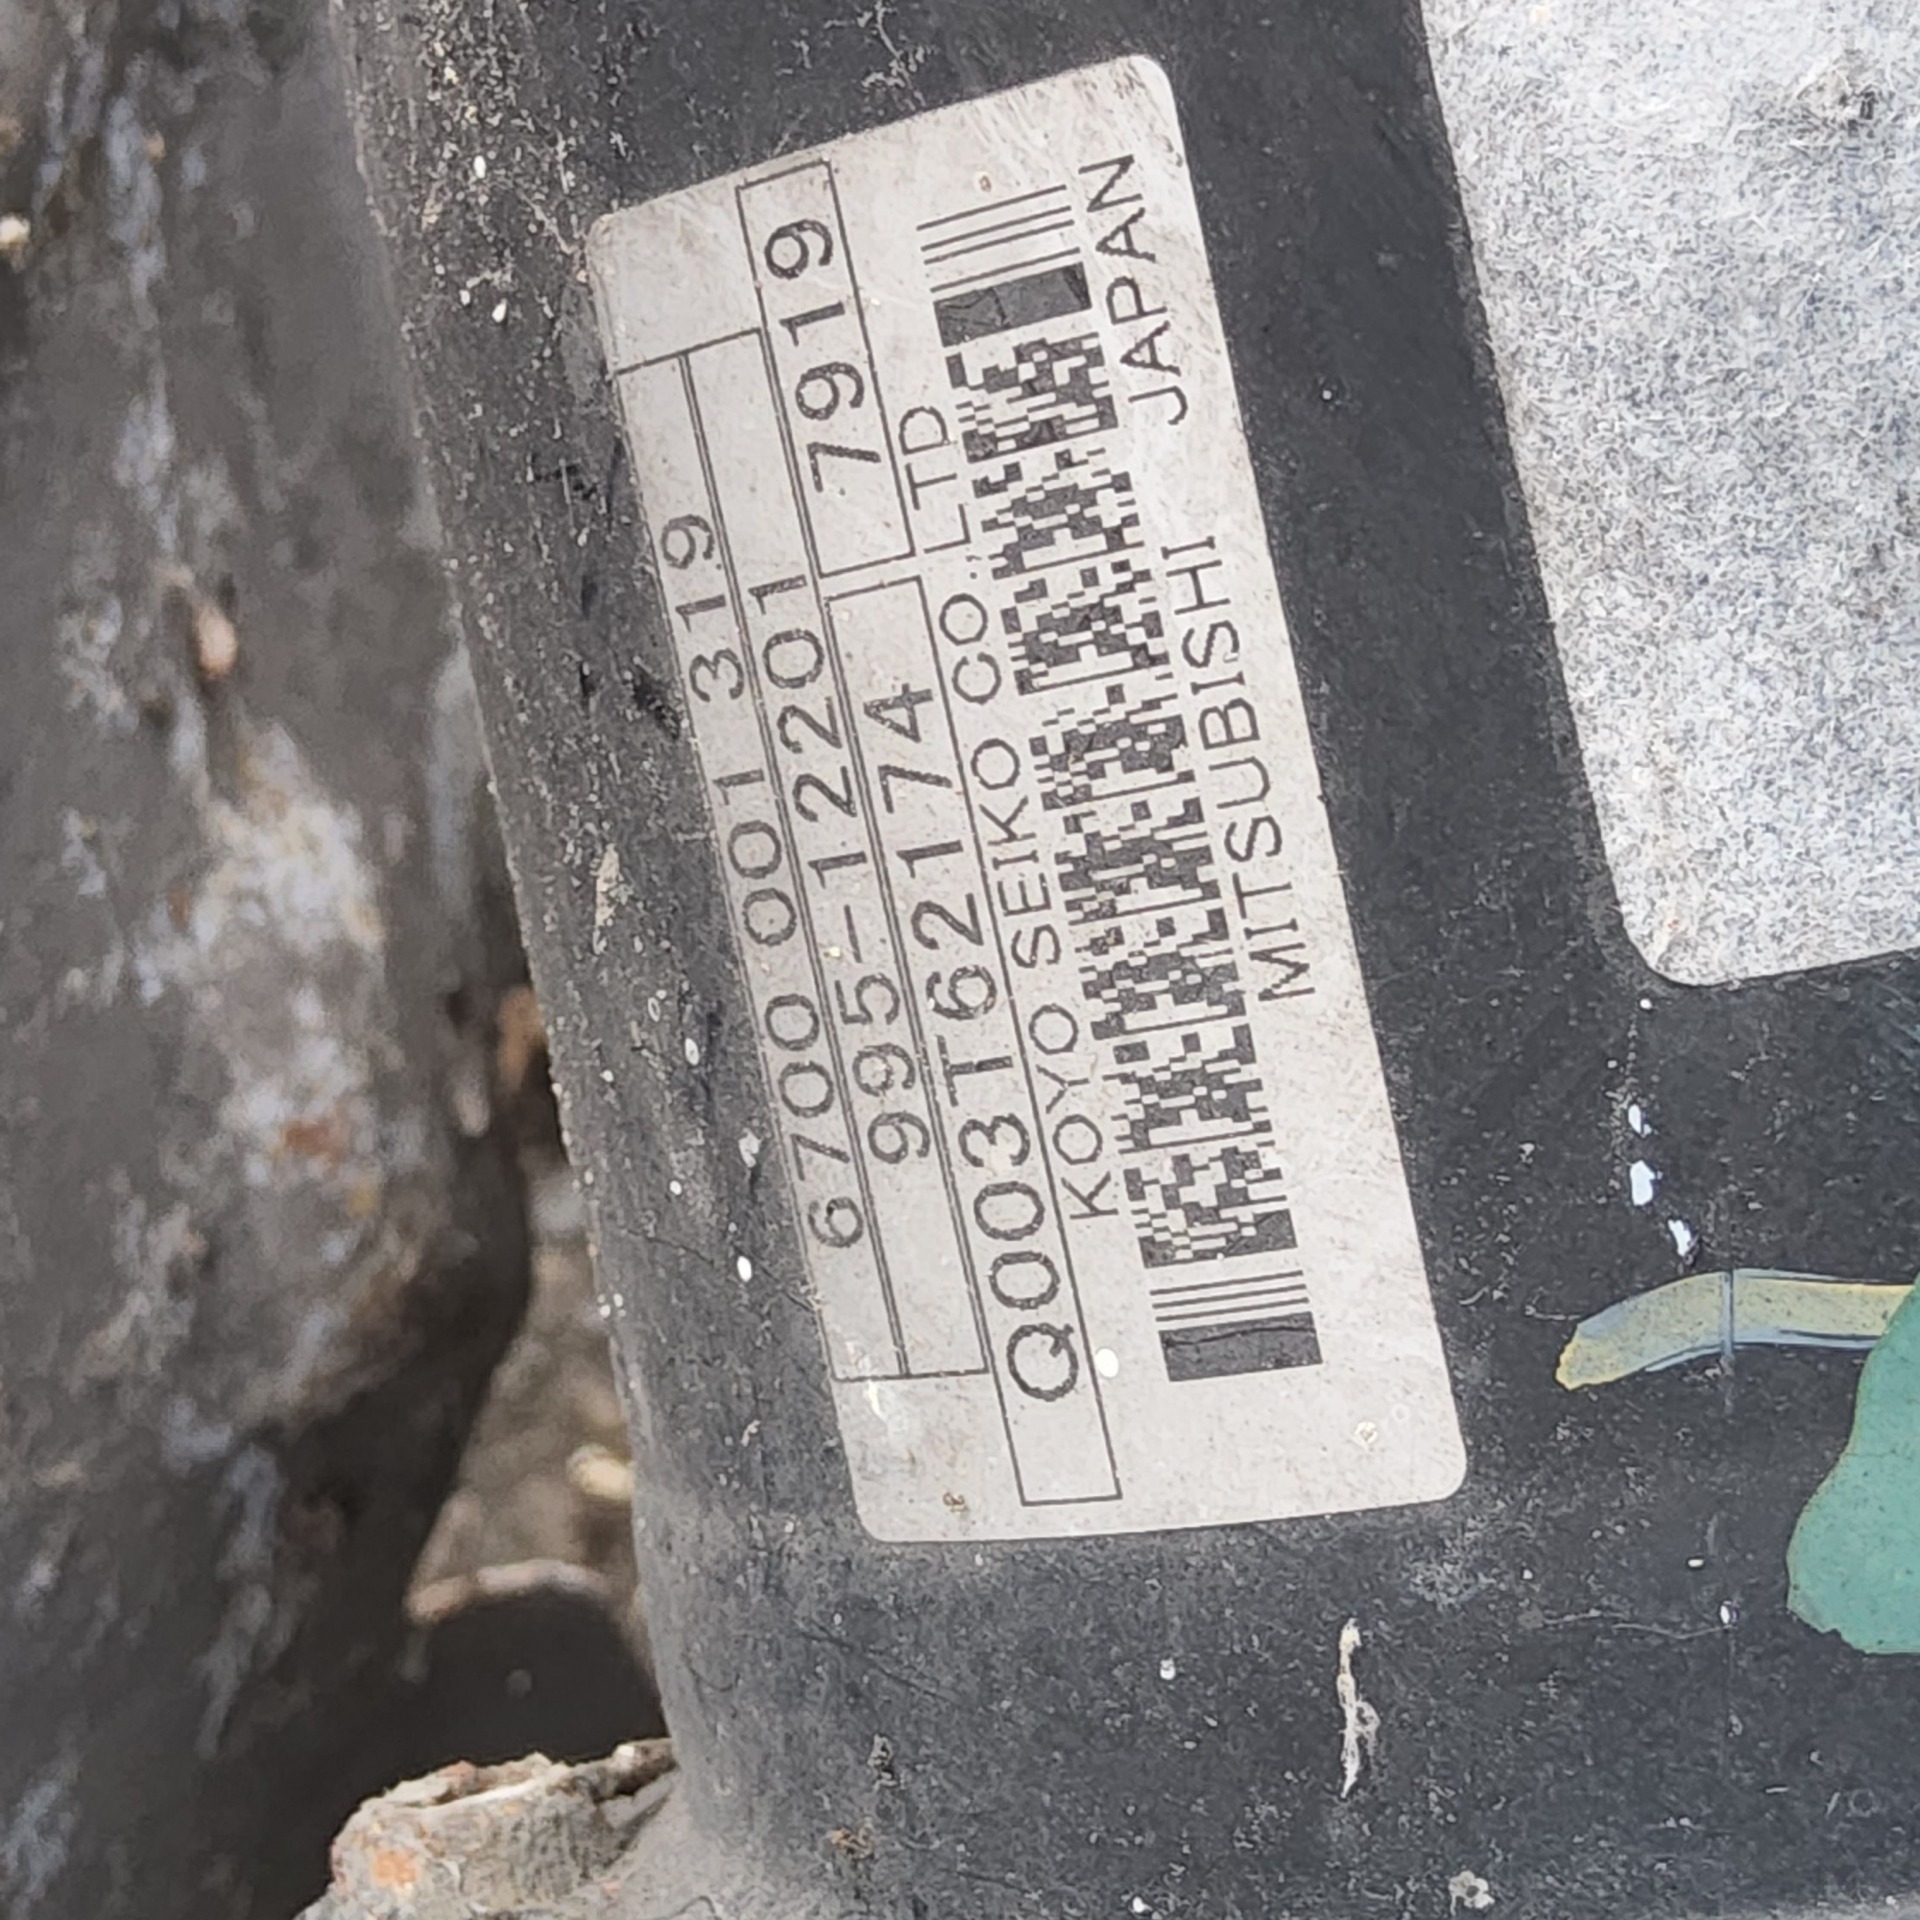 6700 001 319
995-12201
Q003T62174 7919
KOYO SEIKO CO., LTD
MITSUBISHI JAPAN